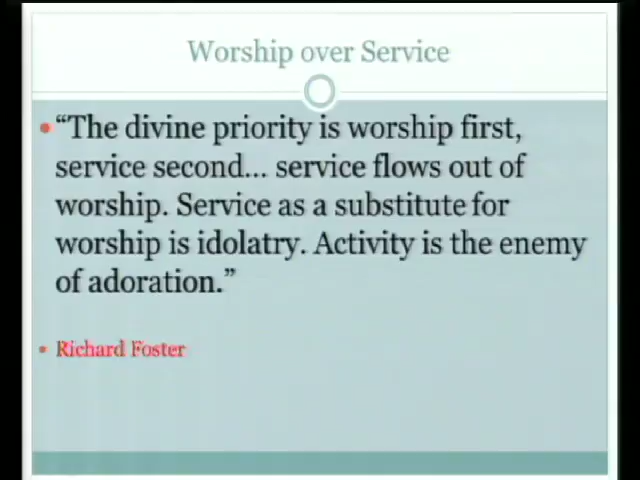 Worship over Service
• “The divine priority is worship first,
service second... service flows out of
worship. Service as a substitute for
worship is idolatry. Activity is the enemy
of adoration.”
• Richard Foster